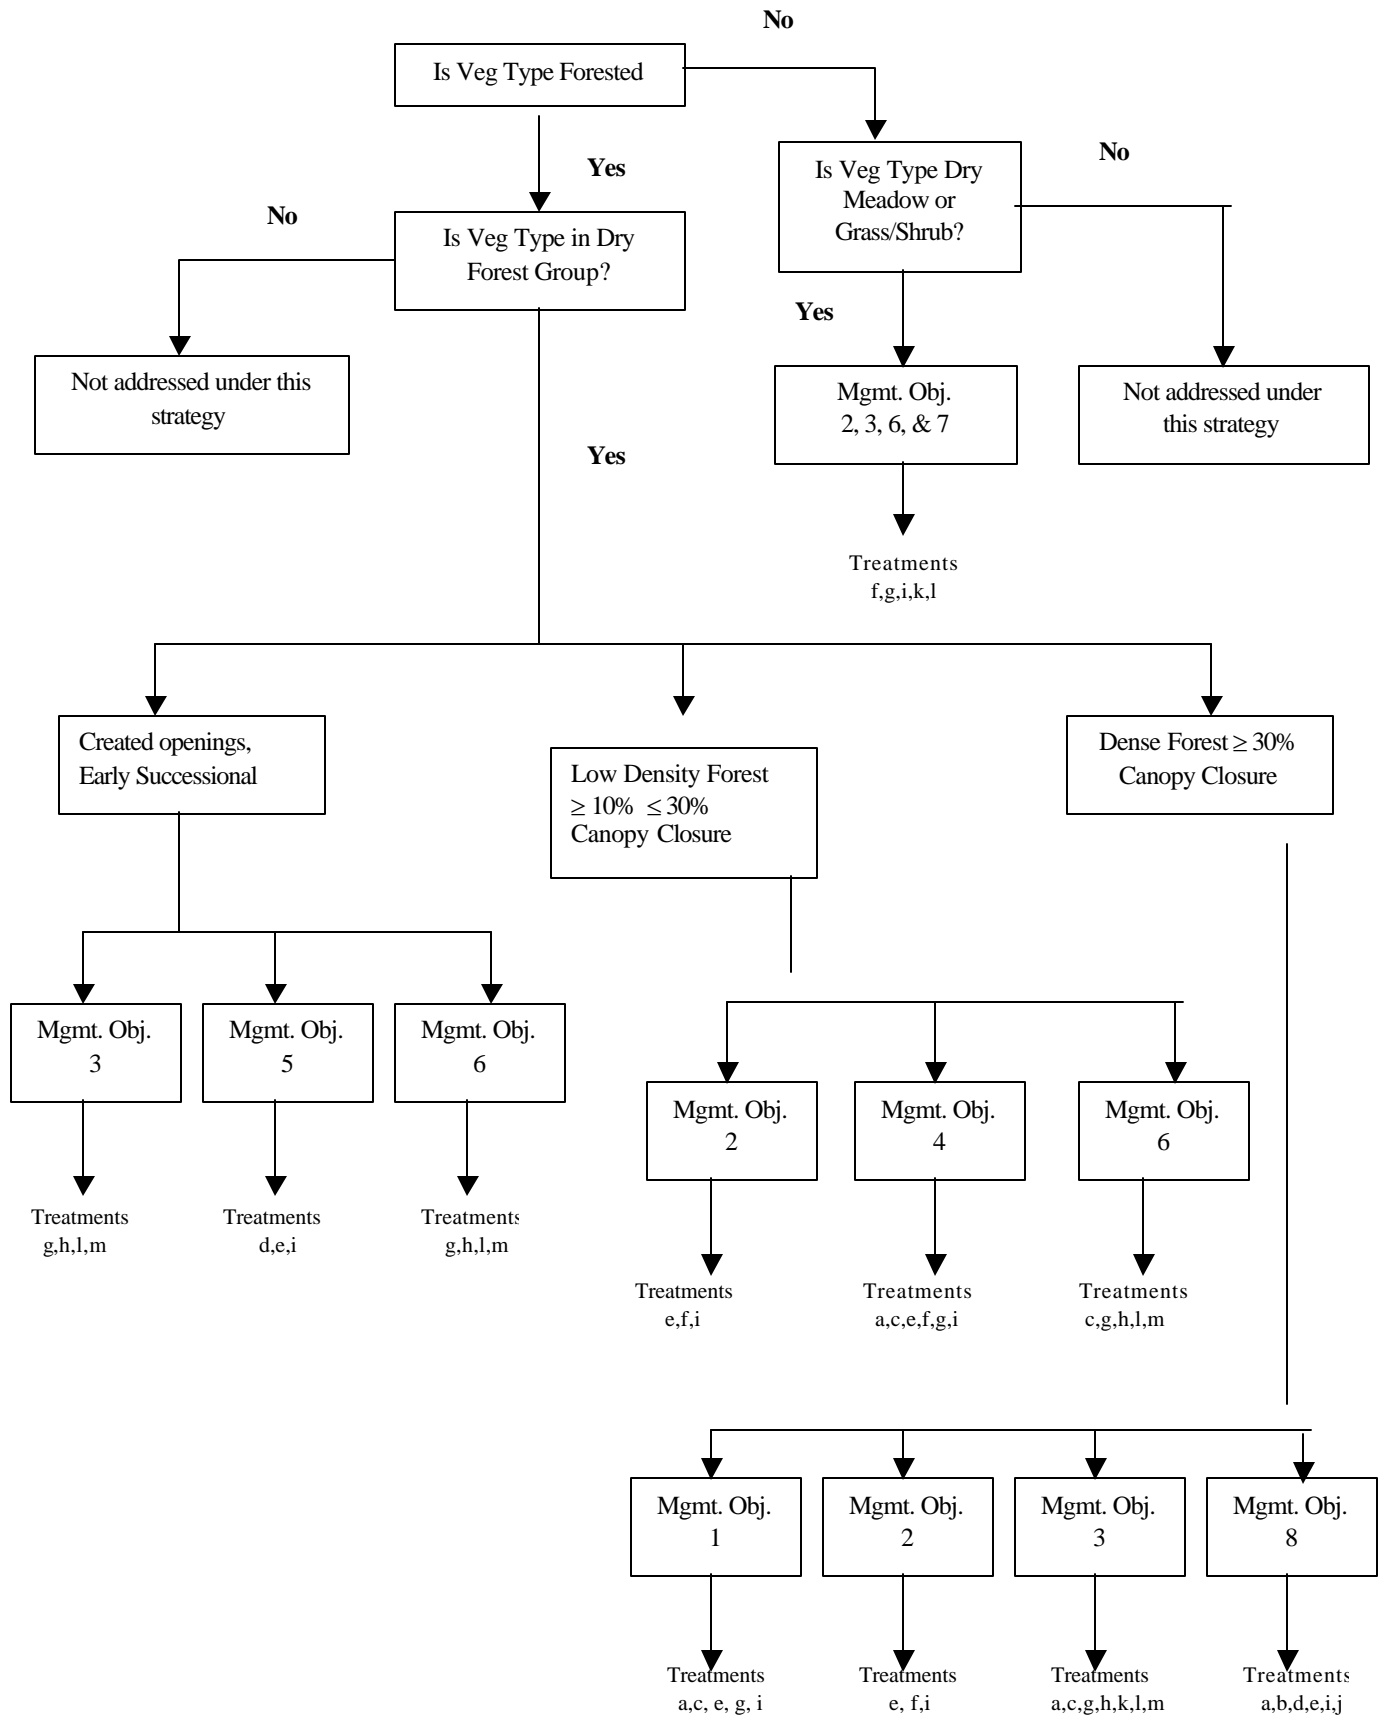 No
Is Veg Type Forested
Yes
Is Veg Type Dry
Meadow or
Grass/Shrub?
No
No
Is Veg Type in Dry
Forest Group?
Yes
Not addressed under this
strategy
Mgmt. Obj.
2, 3, 6, & 7
Not addressed under
this strategy
Yes
Treatments
f,g,i,k,l
Created openings,
Early Successional
Low Density Forest
≥ 10% ≤ 30%
Canopy Closure
Dense Forest ≥ 30%
Canopy Closure
Mgmt. Obj.
3
Mgmt. Obj.
5
Mgmt. Obj.
6
Treatments
g,h,l,m
Treatments
d,e,i
Treatments
g,h,l,m
Mgmt. Obj.
2
Mgmt. Obj.
4
Mgmt. Obj.
6
Treatments
e,f,i
Treatments
a,c,e,f,g,i
Treatments
c,g,h,l,m
Mgmt. Obj.
1
Mgmt. Obj.
2
Mgmt. Obj.
3
Mgmt. Obj.
8
Treatments
a,c, e, g, i
Treatments
e, f,i
Treatments
a,c,g,h,k,l,m
Treatments
a,b,d,e,i,j